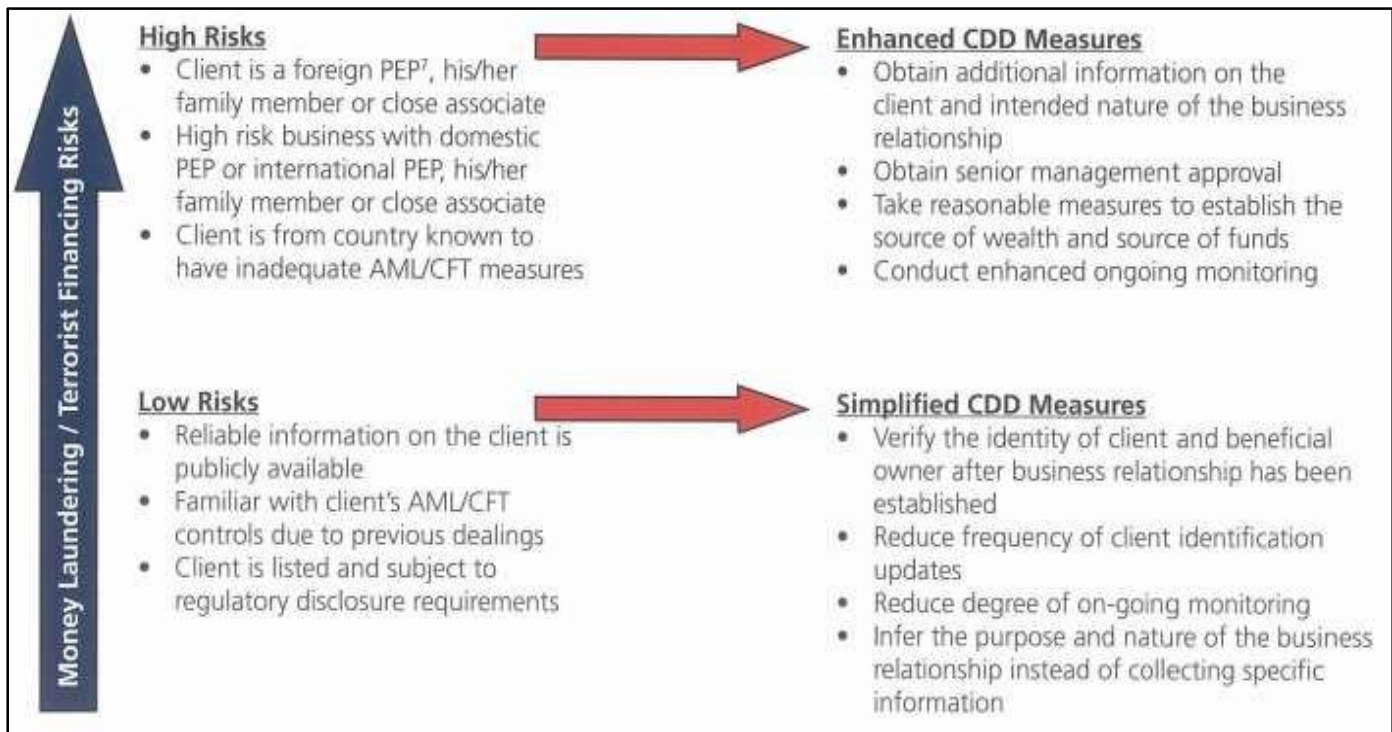 Money Laundering / Terrorist Financing Risks
High Risks
• Client is a foreign PEP⁷, his/her
family member or close associate
• High risk business with domestic
PEP or international PEP, his/her
family member or close associate
• Client is from country known to
have inadequate AML/CFT measures
Enhanced CDD Measures
• Obtain additional information on the
client and intended nature of the business
relationship
• Obtain senior management approval
• Take reasonable measures to establish the
source of wealth and source of funds
• Conduct enhanced ongoing monitoring
Low Risks
• Reliable information on the client is
publicly available
• Familiar with client's AML/CFT
controls due to previous dealings
• Client is listed and subject to
regulatory disclosure requirements
Simplified CDD Measures
• Verify the identity of client and beneficial
owner after business relationship has been
established
• Reduce frequency of client identification
updates
• Reduce degree of on-going monitoring
• Infer the purpose and nature of the business
relationship instead of collecting specific
information